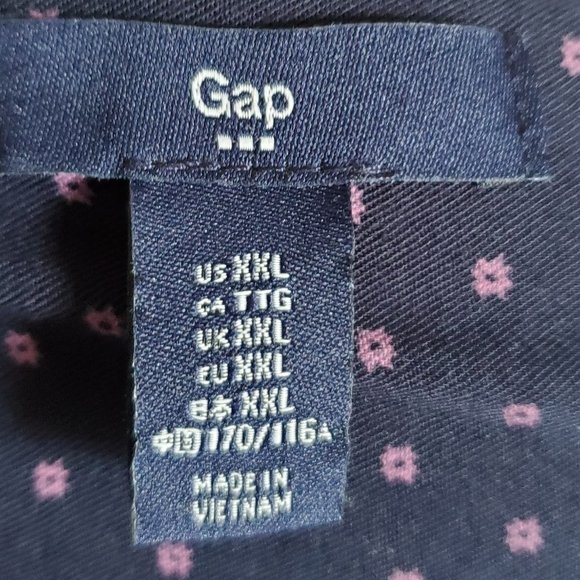 Gap
US XXL
CA TTG
UK XXL
EU XXL
日本 XXL
中国 170/116A
MADE IN
VIETNAM